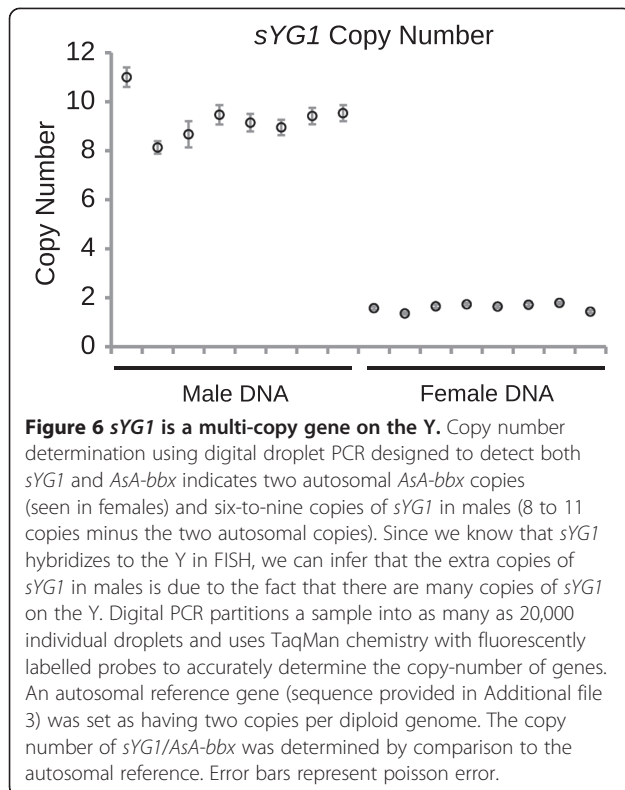 sYG1 Copy Number
12
10
8
6
4
2
0
Copy Number
Male DNA
Female DNA
Figure 6 sYG1 is a multi-copy gene on the Y. Copy number
determination using digital droplet PCR designed to detect both
sYG1 and AsA-bbx indicates two autosomal AsA-bbx copies
(seen in females) and six-to-nine copies of sYG1 in males (8 to 11
copies minus the two autosomal copies). Since we know that sYG1
hybridizes to the Y in FISH, we can infer that the extra copies of
sYG1 in males is due to the fact that there are many copies of sYG1
on the Y. Digital PCR partitions a sample into as many as 20,000
individual droplets and uses TaqMan chemistry with fluorescently
labelled probes to accurately determine the copy-number of genes.
An autosomal reference gene (sequence provided in Additional file
3) was set as having two copies per diploid genome. The copy
number of sYG1/AsA-bbx was determined by comparison to the
autosomal reference. Error bars represent poisson error.